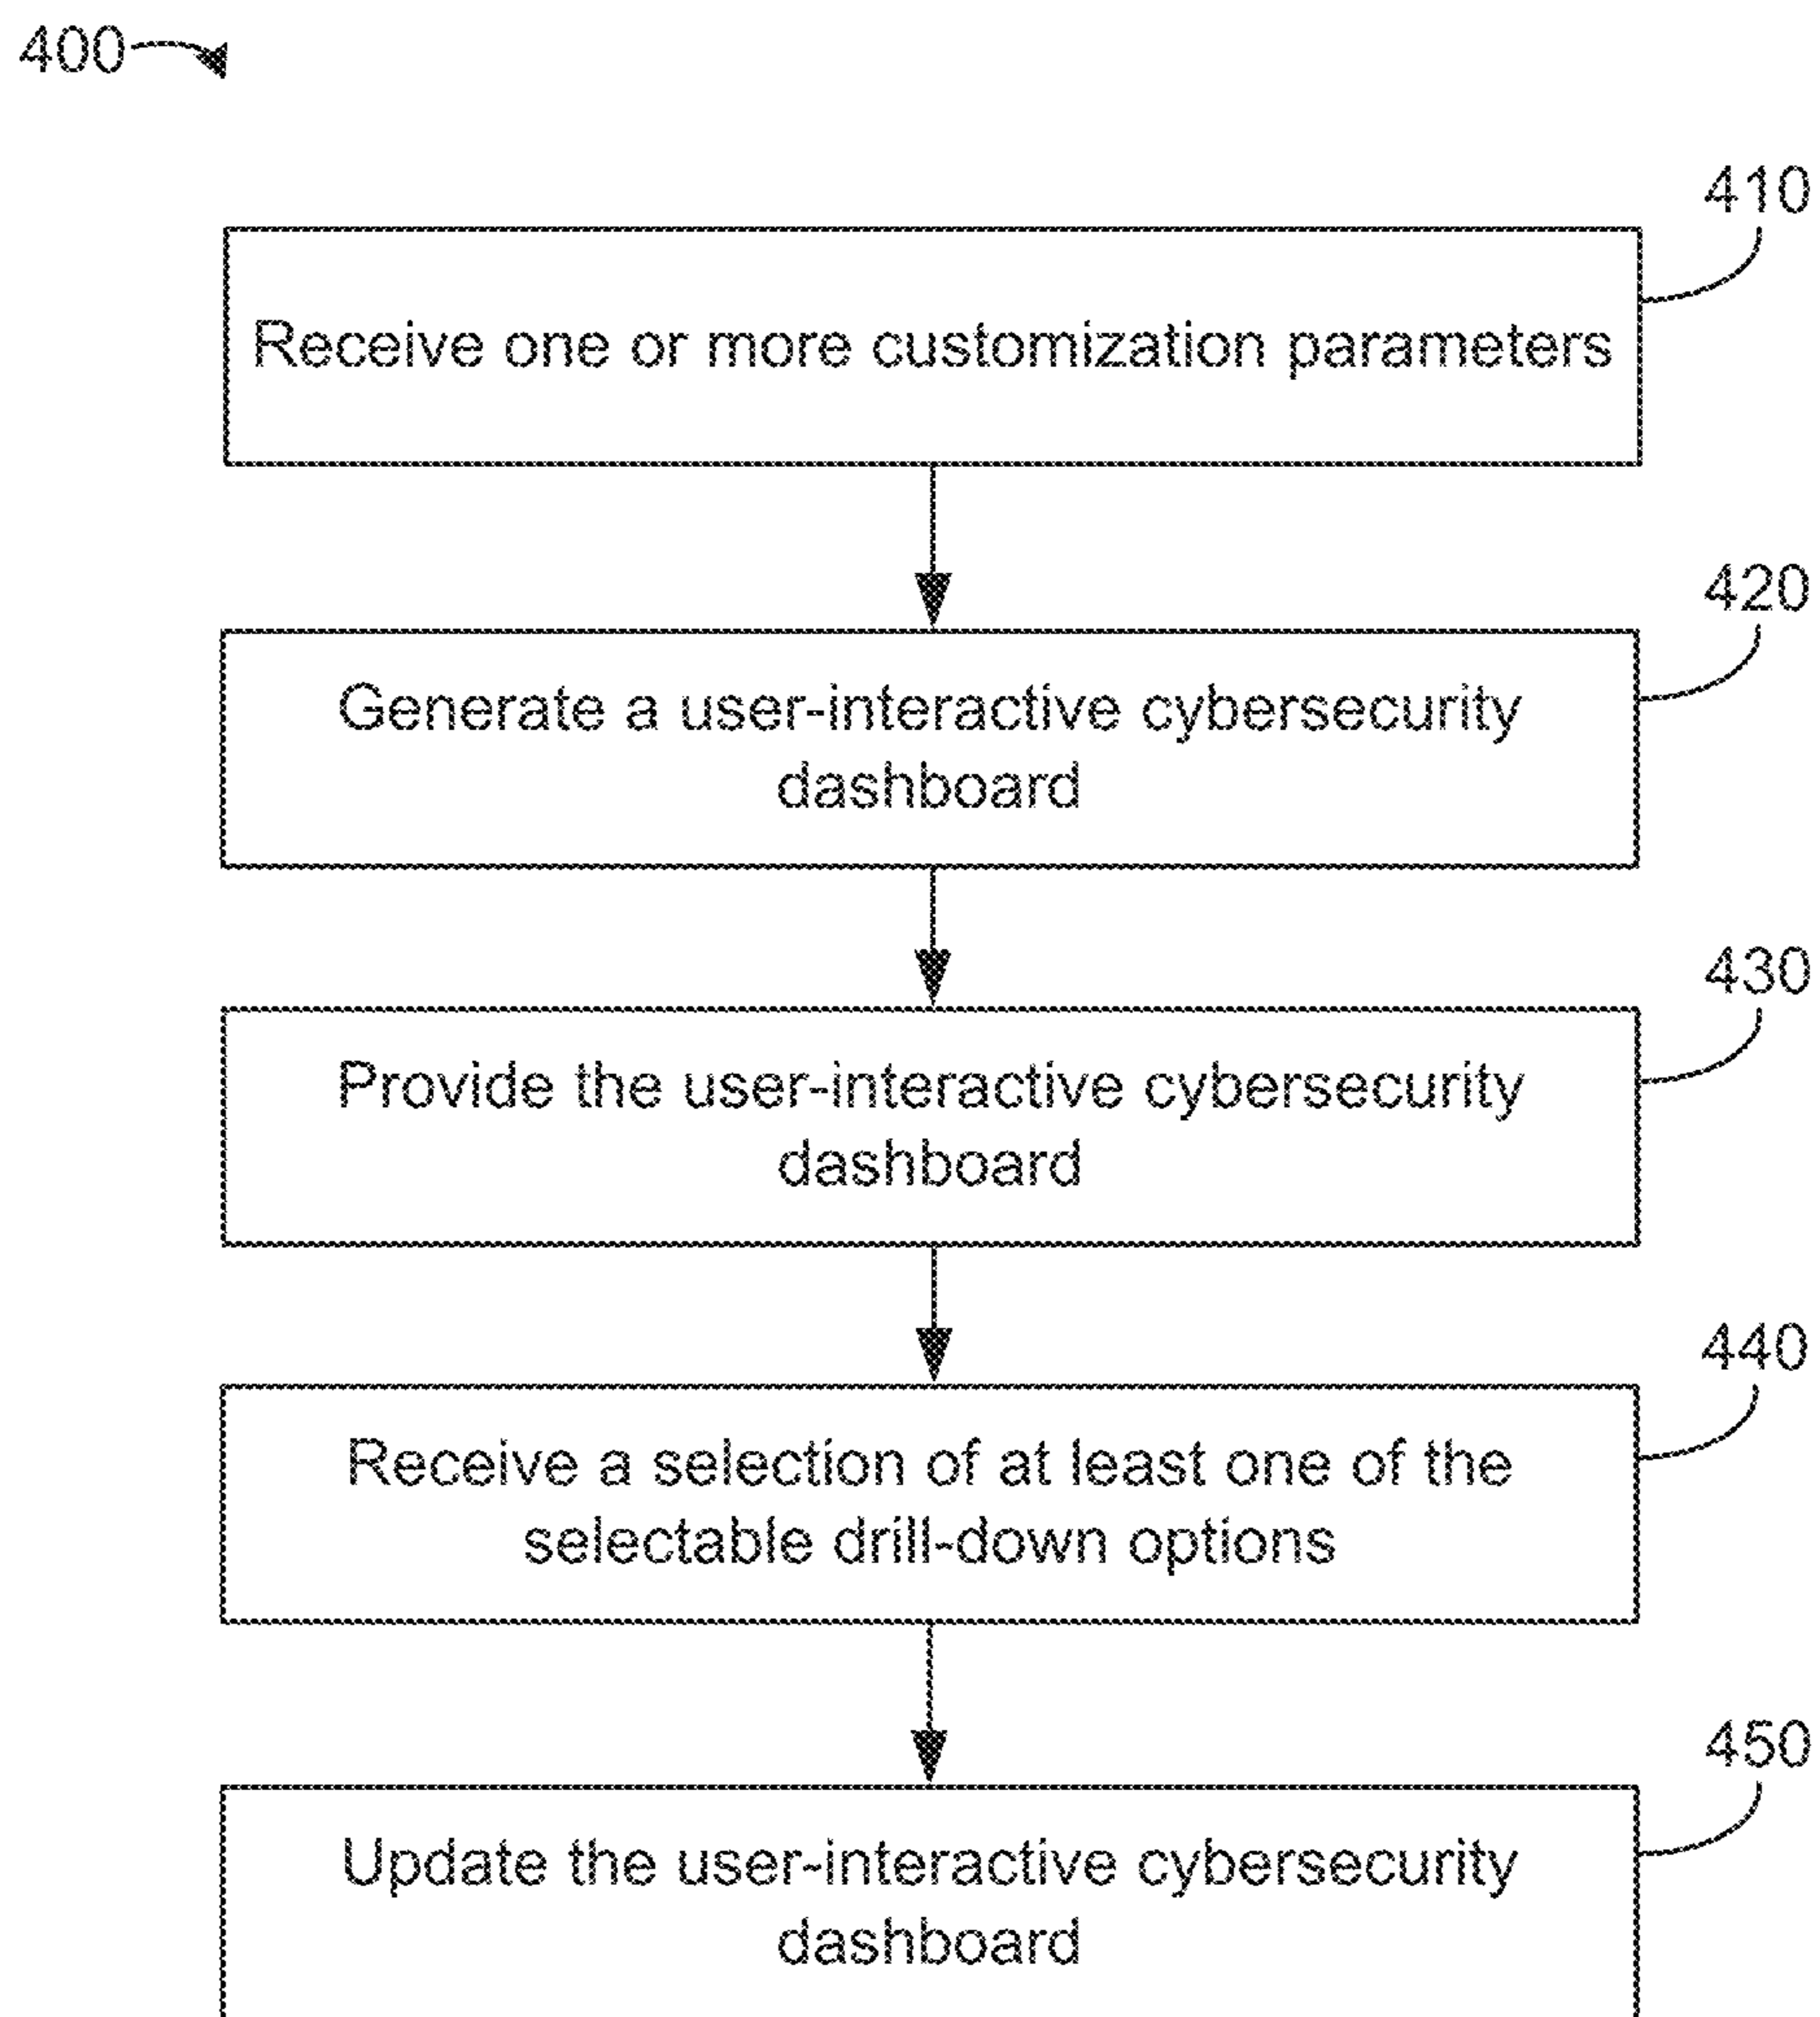 400
410
Receive one or more customization parameters
420
Generate a user-interactive cybersecurity
dashboard
430
Provide the user-interactive cybersecurity
dashboard
440
Receive a selection of at least one of the
selectable drill-down options
450
Update the user-interactive cybersecurity
dashboard